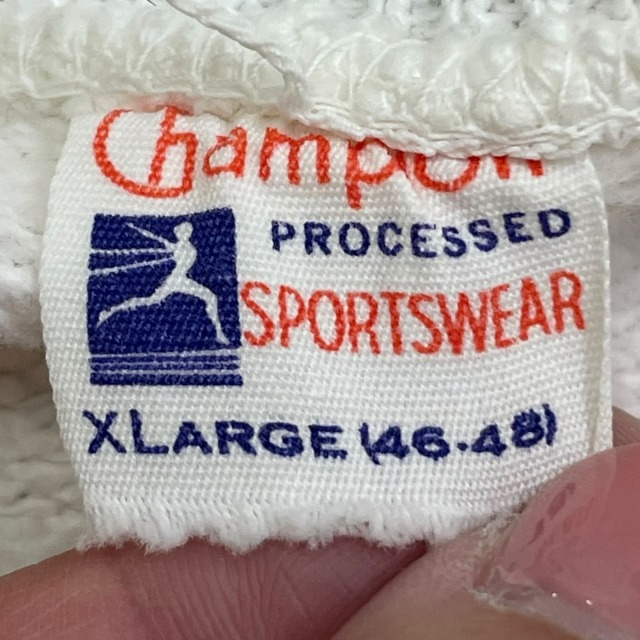 Champion
PROCESSED
SPORTSWEAR
XLARGE (46-48)